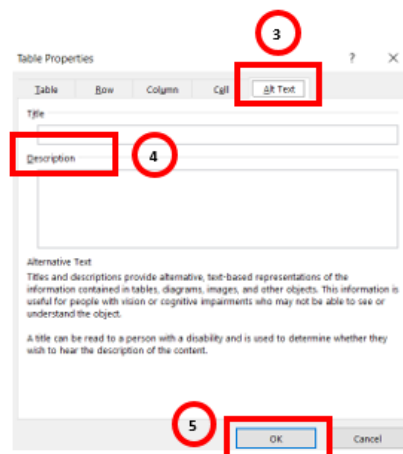 3
Table Properties ? ×
Table Row Column Cell Alt Text
Title
Description
4
Alternative Text
Titles and descriptions provide alternative, text-based representations of the
information contained in tables, diagrams, images, and other objects. This information is
useful for people with vision or cognitive impairments who may not be able to see or
understand the object.
A title can be read to a person with a disability and is used to determine whether they
wish to hear the description of the content.
5
OK Cancel